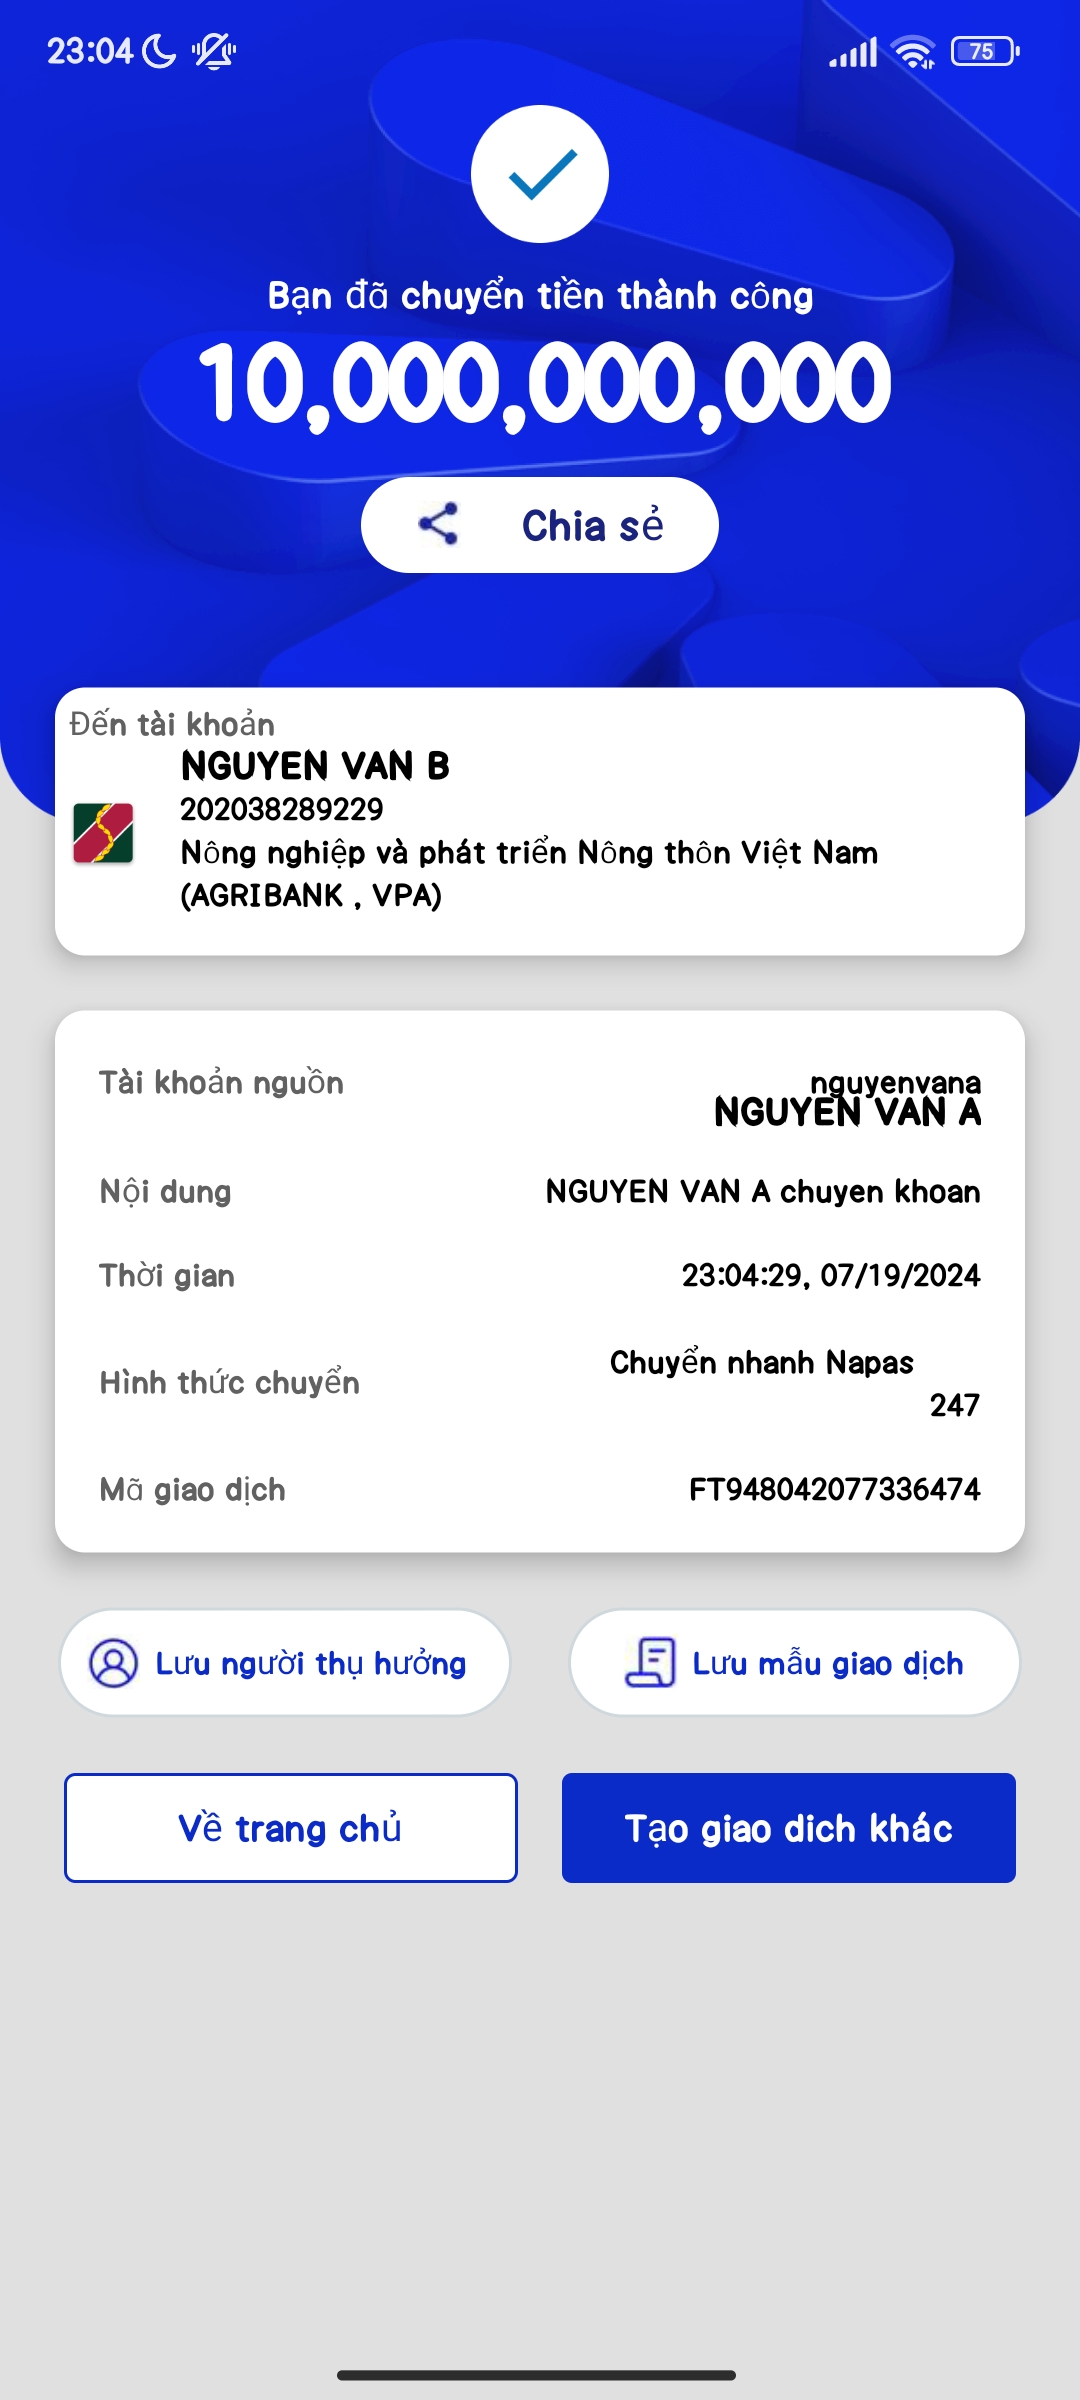 23:04
75
Bạn đã chuyển tiền thành công
10,000,000,000
Chia sẻ
Đến tài khoản
NGUYEN VAN B
202038289229
Nông nghiệp và phát triển Nông thôn Việt Nam
(AGRIBANK , VPA)
Tài khoản nguồn
nguyenvana
NGUYEN VAN A
Nội dung
NGUYEN VAN A chuyen khoan
Thời gian
23:04:29, 07/19/2024
Hình thức chuyển
Chuyển nhanh Napas
247
Mã giao dịch
FT948042077336474
Lưu người thụ hưởng
Lưu mẫu giao dịch
Về trang chủ
Tạo giao dich khác